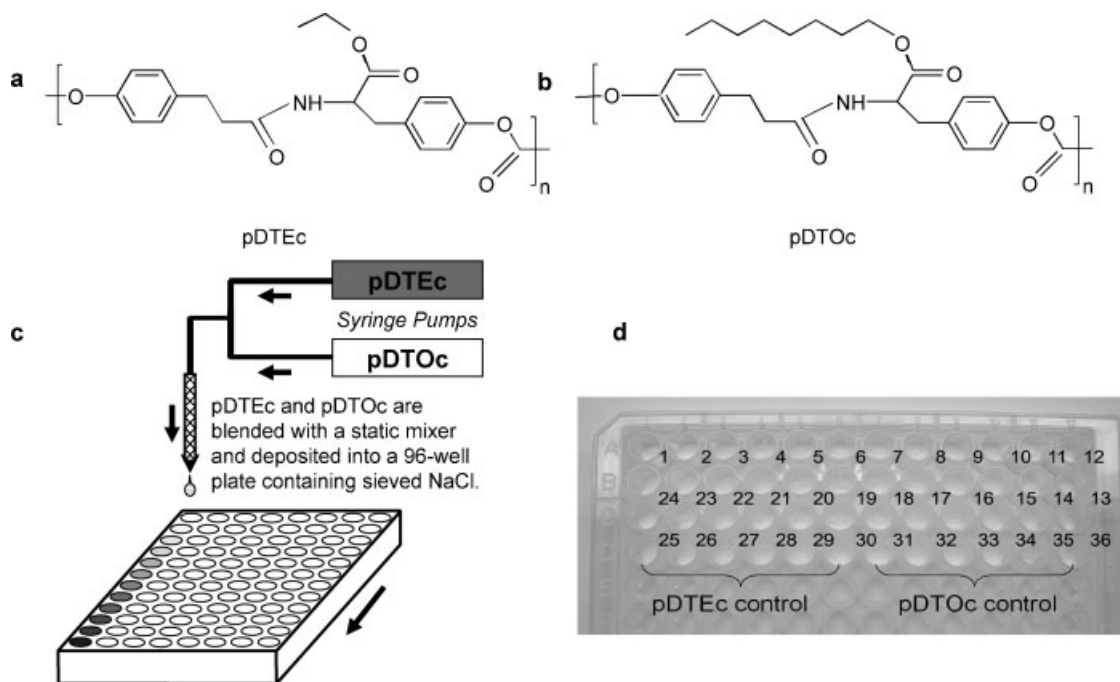 a
O
NH
O
O
O
O
O
n
pDTEc
b
O
NH
O
O
O
O
O
n
pDTOc
c
pDTEc
Syringe Pumps
pDTOc
pDTEc and pDTOc are
blended with a static mixer
and deposited into a 96-well
plate containing sieved NaCl.
d
A
B
1 2 3 4 5 6 7 8 9 10 11 12
24 23 22 21 20 19 18 17 16 15 14 13
25 26 27 28 29 30 31 32 33 34 35 36
pDTEc control
pDTOc control